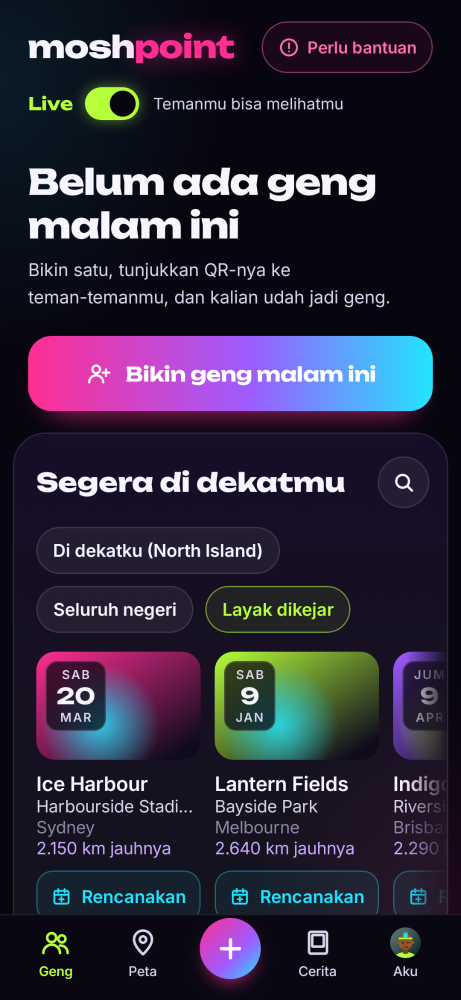 moshpoint
Perlu bantuan
Live
Temanmu bisa melihatmu
Belum ada geng
malam ini
Bikin satu, tunjukkan QR-nya ke
teman-temanmu, dan kalian udah jadi geng.
Bikin geng malam ini
Segera di dekatmu
Di dekatku (North Island)
Seluruh negeri
Layak dikejar
SAB
20
MAR
Ice Harbour
Harbourside Stadi...
Sydney
2.150 km jauhnya
Rencanakan
SAB
9
JAN
Lantern Fields
Bayside Park
Melbourne
2.640 km jauhnya
Rencanakan
9
2.290
Geng
Peta
Cerita
Aku